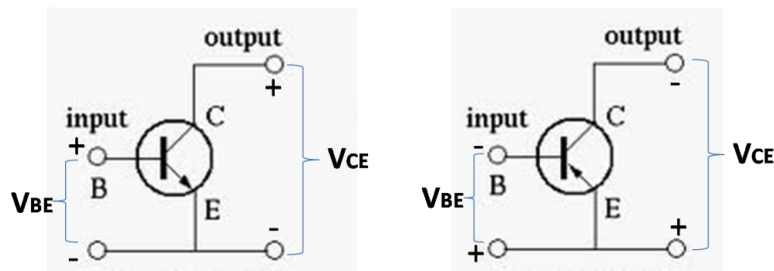 output
+
input
+
C
B
VBE
VCE
E
-
-
output
-
input
-
C
B
VBE
VCE
E
+
+